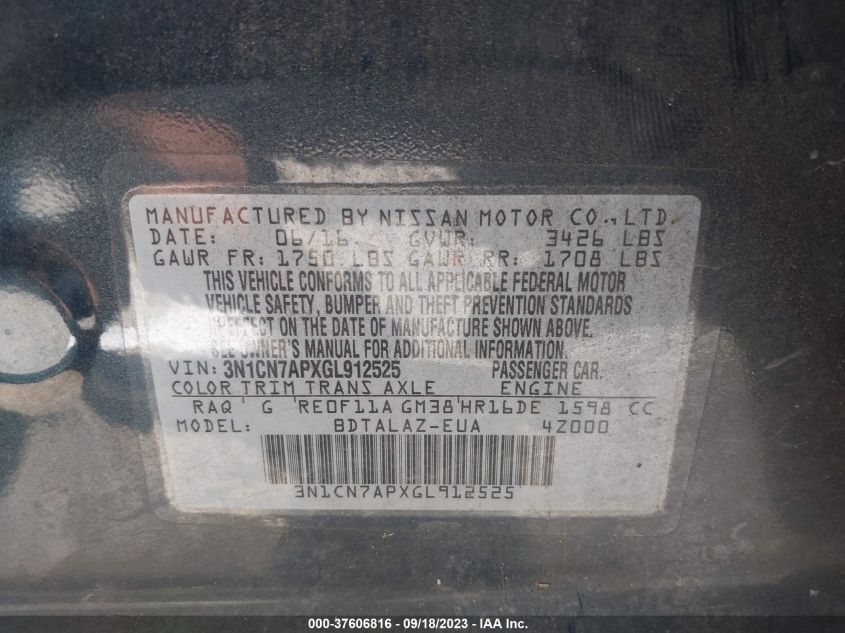 MANUFACTURED BY NISSAN MOTOR CO., LTD.
DATE: 06/16 GVWR: 3426 LBS
GAWR FR: 1750 LBS GAWR RR: 1708 LBS
THIS VEHICLE CONFORMS TO ALL APPLICABLE FEDERAL MOTOR
VEHICLE SAFETY, BUMPER AND THEFT PREVENTION STANDARDS
IN EFFECT ON THE DATE OF MANUFACTURE SHOWN ABOVE.
SEE OWNER'S MANUAL FOR ADDITIONAL INFORMATION.
VIN: 3N1CN7APXGL912525 PASSENGER CAR.
COLOR TRIM TRANS AXLE ENGINE
RAQ G RE0F11A GM38 HR16DE 1598 CC
MODEL: BDTALAZ-EUA 4Z000
3N1CN7APXGL912525
000-37606816 - 09/18/2023 - IAA Inc.